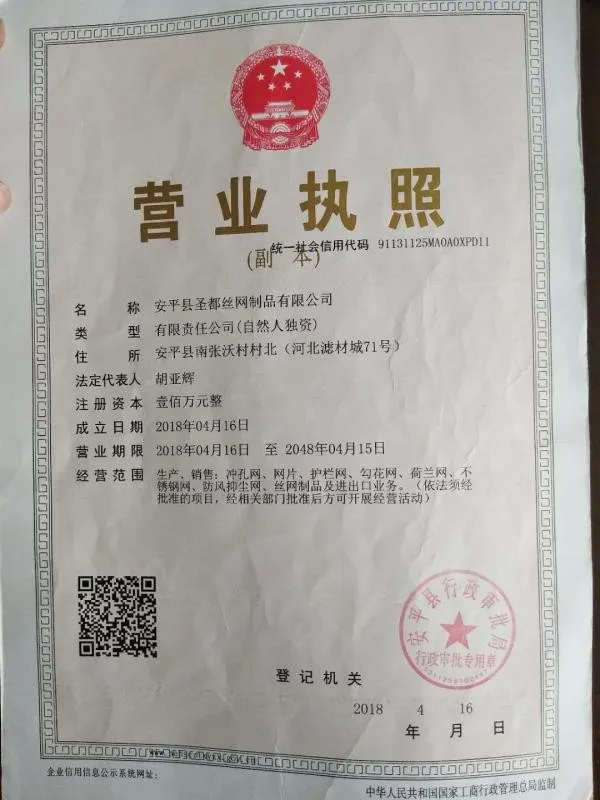 营业执照
(副 本)
统一社会信用代码 91131125MA0A0XPD11
名 称 安平县圣都丝网制品有限公司
类 型 有限责任公司(自然人独资)
住 所 安平县南张沃村村北（河北滤材城71号）
法定代表人 胡亚辉
注册资本 壹佰万元整
成立日期 2018年04月16日
营业期限 2018年04月16日 至 2048年04月15日
经营范围 生产、销售：冲孔网、网片、护栏网、勾花网、荷兰网、不
锈钢网、防风抑尘网、丝网制品及进出口业务。（依法须经
批准的项目，经相关部门批准后方可开展经营活动）
安平县行政审批局
行政审批专用章
登记机关
2018 4 16
年 月 日
企业信用信息公示系统网址：
中华人民共和国国家工商行政管理总局监制